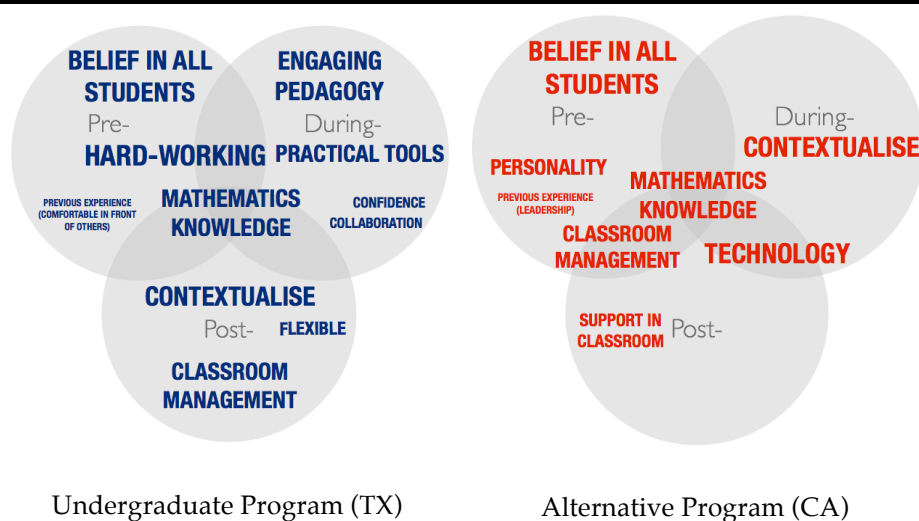 BELIEF IN ALL
STUDENTS
Pre-
HARD-WORKING
PREVIOUS EXPERIENCE
(COMFORTABLE IN FRONT
OF OTHERS)
MATHEMATICS
KNOWLEDGE
ENGAGING
PEDAGOGY
During-
PRACTICAL TOOLS
CONFIDENCE
COLLABORATION
CONTEXTUALISE
Post-
FLEXIBLE
CLASSROOM
MANAGEMENT
Undergraduate Program (TX)
BELIEF IN ALL
STUDENTS
Pre-
PERSONALITY
PREVIOUS EXPERIENCE
(LEADERSHIP)
MATHEMATICS
KNOWLEDGE
CLASSROOM
MANAGEMENT
During-
CONTEXTUALISE
TECHNOLOGY
SUPPORT IN
CLASSROOM
Post-
Alternative Program (CA)